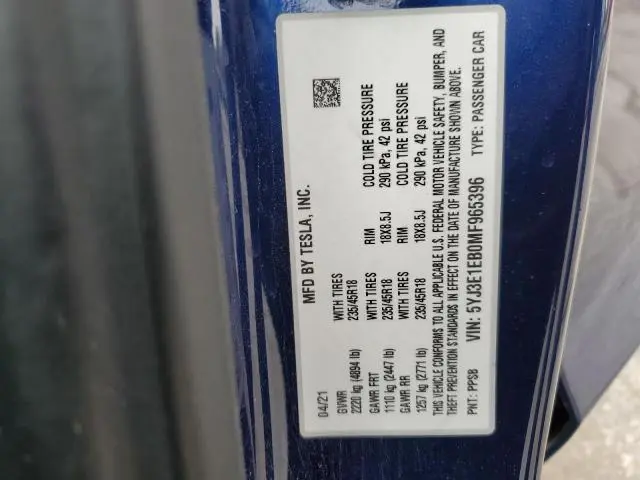 MFD BY TESLA, INC.
04/21
GVWR WITH TIRES RIM COLD TIRE PRESSURE
2220 kg (4894 lb) 235/45R18 18X8.5J 290 kPa, 42 psi
GAWR FRT WITH TIRES RIM COLD TIRE PRESSURE
1110 kg (2447 lb) 235/45R18 18X8.5J 290 kPa, 42 psi
GAWR RR
1257 kg (2771 lb) 235/45R18
THIS VEHICLE CONFORMS TO ALL APPLICABLE U.S. FEDERAL MOTOR VEHICLE SAFETY, BUMPER, AND
THEFT PREVENTION STANDARDS IN EFFECT ON THE DATE OF MANUFACTURE SHOWN ABOVE.
VIN: 5YJ3E1EB0MF965396 TYPE: PASSENGER CAR
PNT: PPSB